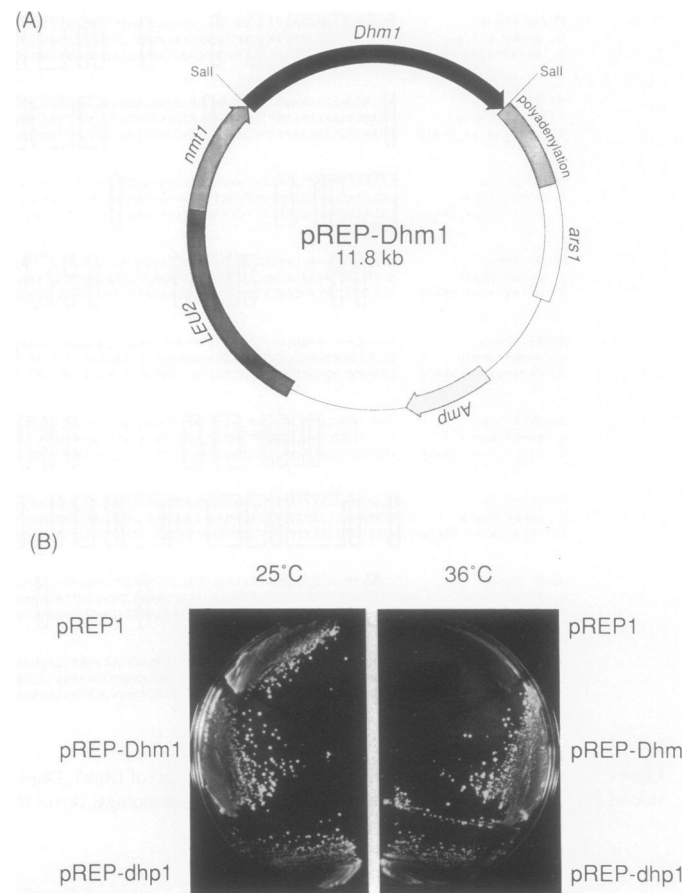 (A)
Dhm1
SalI
SalI
nmt1
polyadenylation
pREP-Dhm1
11.8 kb
ars1
LEU2
Amp
(B)
25°C
36°C
pREP1
pREP1
pREP-Dhm1
pREP-Dhm
pREP-dhp1
pREP-dhp1